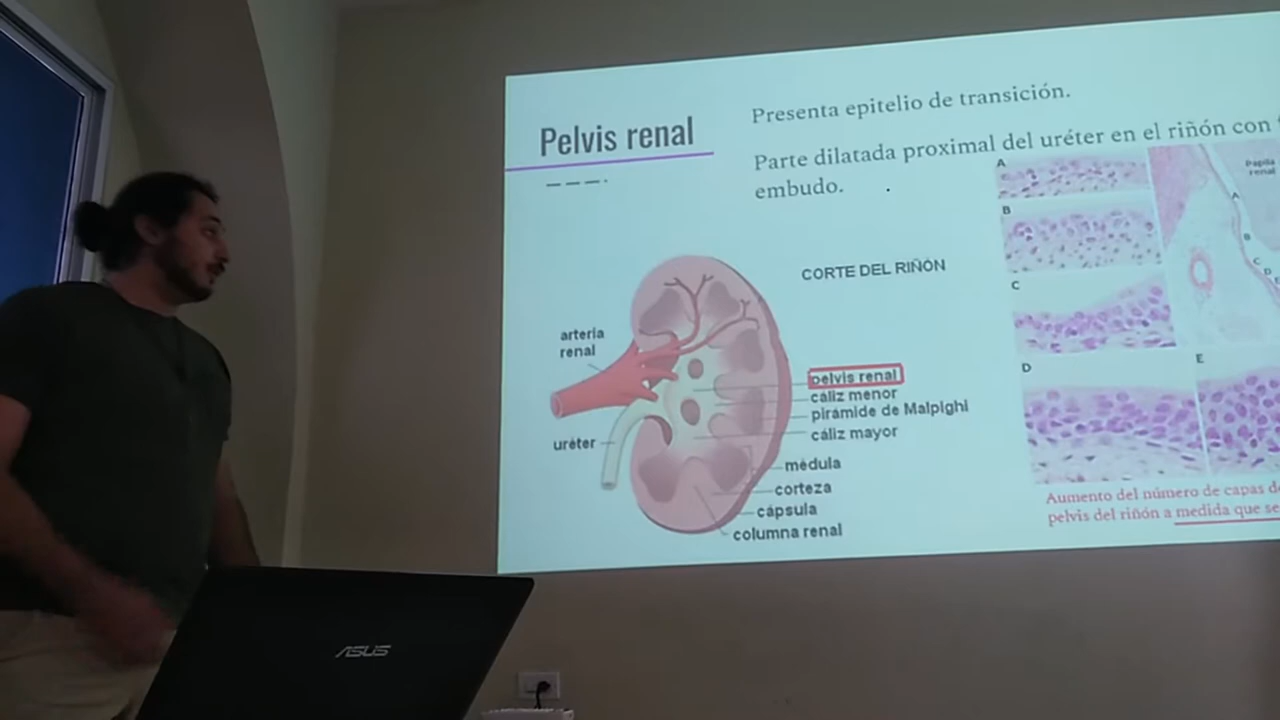 Pelvis renal
Presenta epitelio de transición.
Parte dilatada proximal del uréter en el riñón con
embudo.
CORTE DEL RIÑÓN
arteria
renal
uréter
pelvis renal
cáliz menor
pirámide de Malpighi
cáliz mayor
médula
corteza
cápsula
columna renal
A
B
C
D
E
Papila
renal
A
B
C
D
E
Aumento del número de capas de
pelvis del riñón a medida que se
ASUS